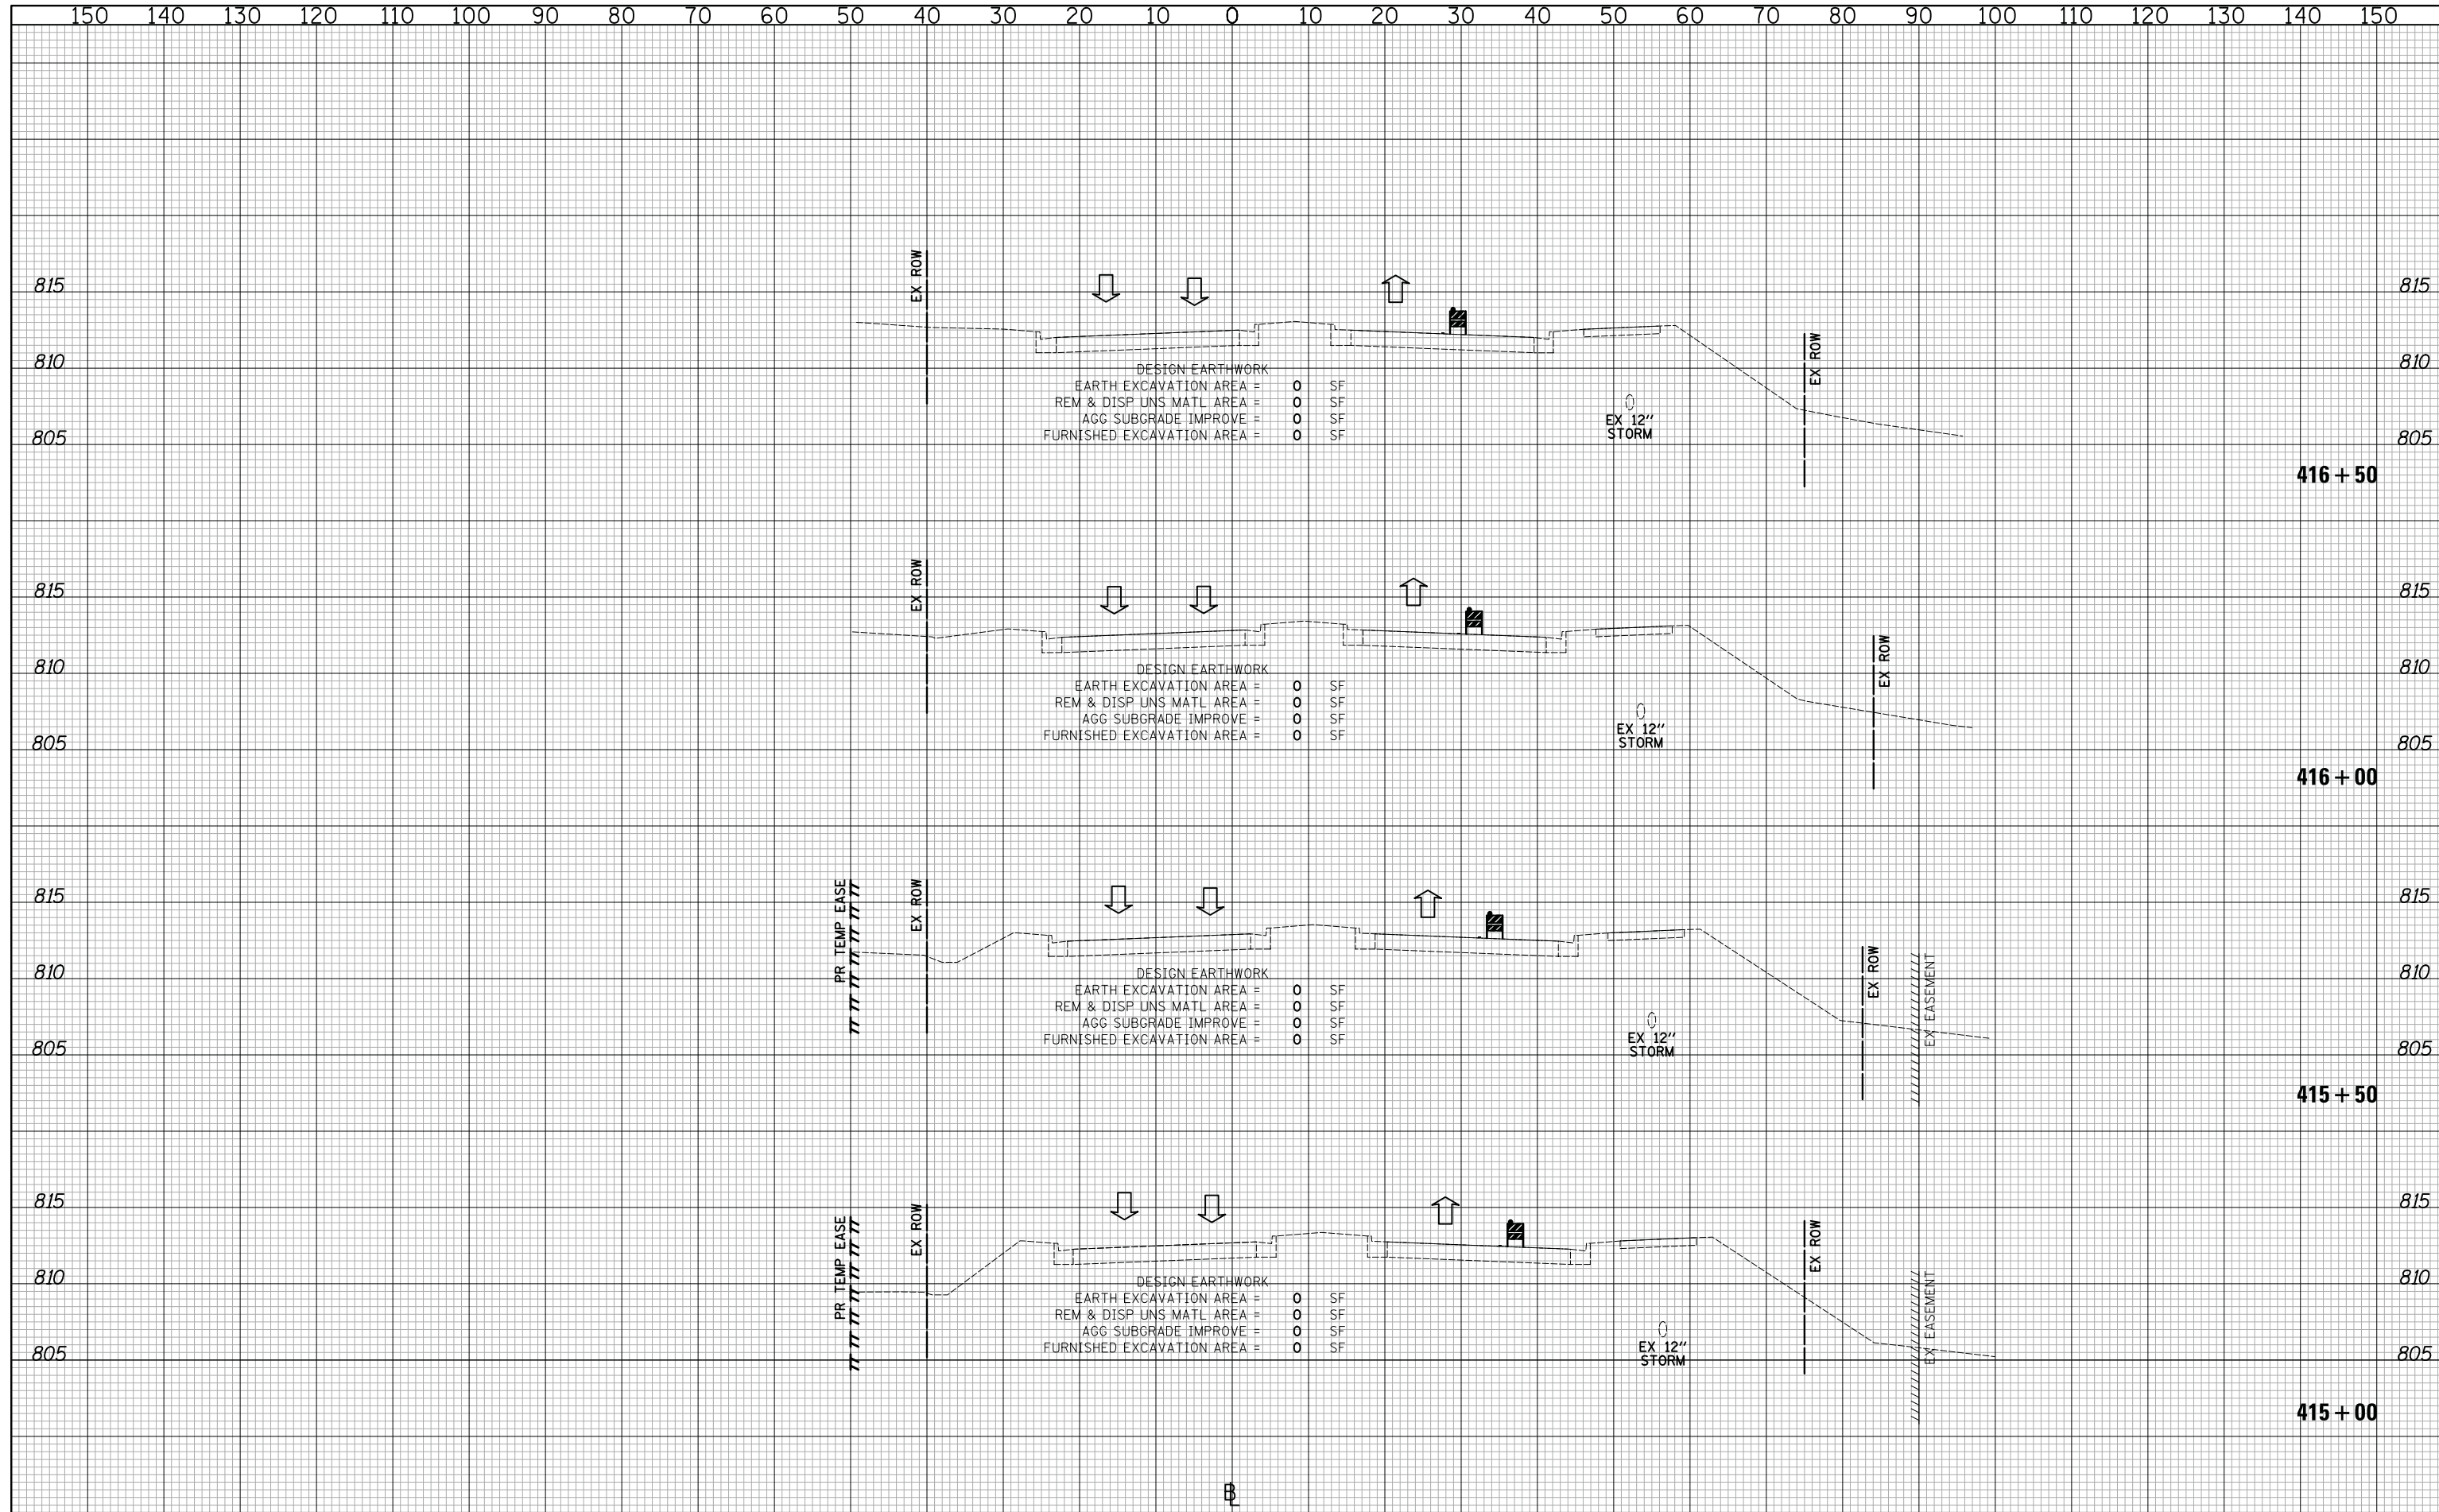 150 140 130 120 110 100 90 80 70 60 50 40 30 20 10 0 10 20 30 40 50 60 70 80 90 100 110 120 130 140 150
EX ROW
815 815
EX ROW
810 810
DESIGN EARTHWORK
EARTH EXCAVATION AREA = 0 SF
REM & DISP UNS MATL AREA = 0 SF
AGG SUBGRADE IMPROVE = 0 SF
FURNISHED EXCAVATION AREA = 0 SF
EX 12"
STORM
805 805
416+50
EX ROW
815 815
EX ROW
810 810
DESIGN EARTHWORK
EARTH EXCAVATION AREA = 0 SF
REM & DISP UNS MATL AREA = 0 SF
AGG SUBGRADE IMPROVE = 0 SF
FURNISHED EXCAVATION AREA = 0 SF
EX 12"
STORM
805 805
416+00
PR TEMP EASE
EX ROW
815 815
EX ROW
EX EASEMENT
810 810
DESIGN EARTHWORK
EARTH EXCAVATION AREA = 0 SF
REM & DISP UNS MATL AREA = 0 SF
AGG SUBGRADE IMPROVE = 0 SF
FURNISHED EXCAVATION AREA = 0 SF
EX 12"
STORM
805 805
415+50
PR TEMP EASE
EX ROW
815 815
EX ROW
EX EASEMENT
810 810
DESIGN EARTHWORK
EARTH EXCAVATION AREA = 0 SF
REM & DISP UNS MATL AREA = 0 SF
AGG SUBGRADE IMPROVE = 0 SF
FURNISHED EXCAVATION AREA = 0 SF
EX 12"
STORM
805 805
415+00
BL